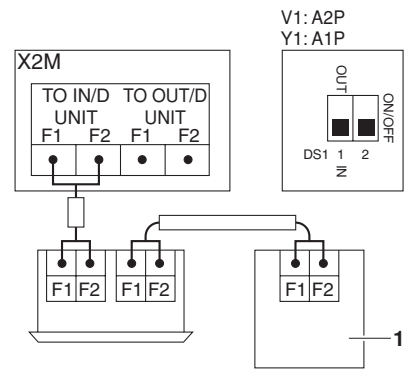 V1: A2P
Y1: A1P
X2M
TO IN/D UNIT
TO OUT/D UNIT
F1 F2 F1 F2
OUT
ON/OFF
DS1 1 2
IN
F1 F2 F1 F2 F1 F2
1